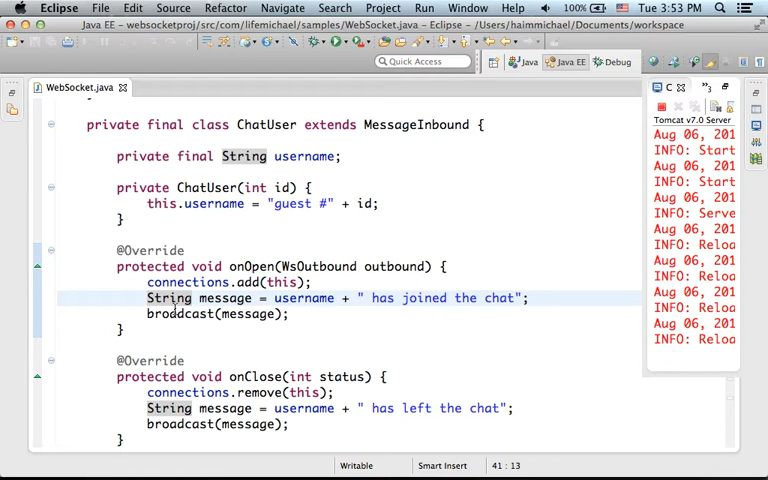 Eclipse File Edit Source Refactor Navigate Search Project Run Window Help 100% Tue 3:53 PM
Java EE - websocketproj/src/com/lifemichael/samples/WebSocket.java - Eclipse - /Users/haimmichael/Documents/workspace
Quick Access Java Java EE Debug
WebSocket.java
private final class ChatUser extends MessageInbound {
private final String username;
private ChatUser(int id) {
this.username = "guest #" + id;
}
@Override
protected void onOpen(WsOutbound outbound) {
connections.add(this);
String message = username + " has joined the chat";
broadcast(message);
}
@Override
protected void onClose(int status) {
connections.remove(this);
String message = username + " has left the chat";
broadcast(message);
}
C
Tomcat v7.0 Server
Aug 06, 201
INFO: Start
Aug 06, 201
INFO: Start
Aug 06, 201
INFO: Serve
Aug 06, 201
INFO: Reloa
Aug 06, 201
INFO: Reloa
Aug 06, 201
INFO: Reloa
Aug 06, 201
INFO: Reloa
Writable Smart Insert 41 : 13